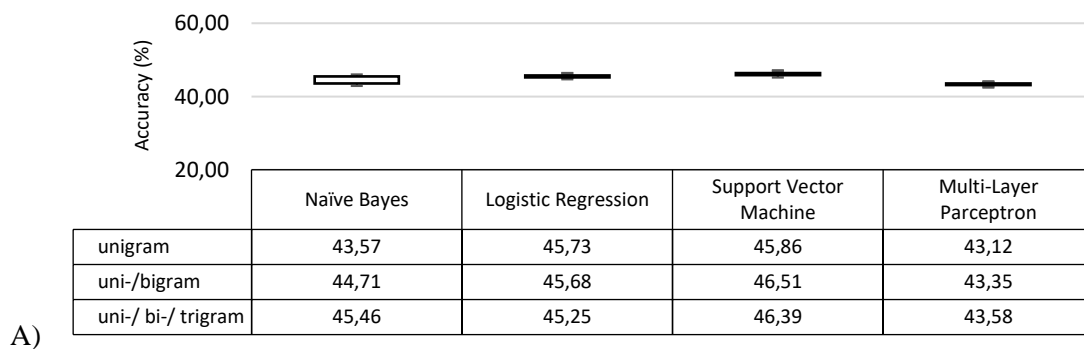 60,00
Accuracy (%)
40,00
20,00
Naïve Bayes
Logistic Regression
Support Vector
Machine
Multi-Layer
Parceptron
unigram 43,57 45,73 45,86 43,12
uni-/bigram 44,71 45,68 46,51 43,35
uni-/ bi-/ trigram 45,46 45,25 46,39 43,58
A)